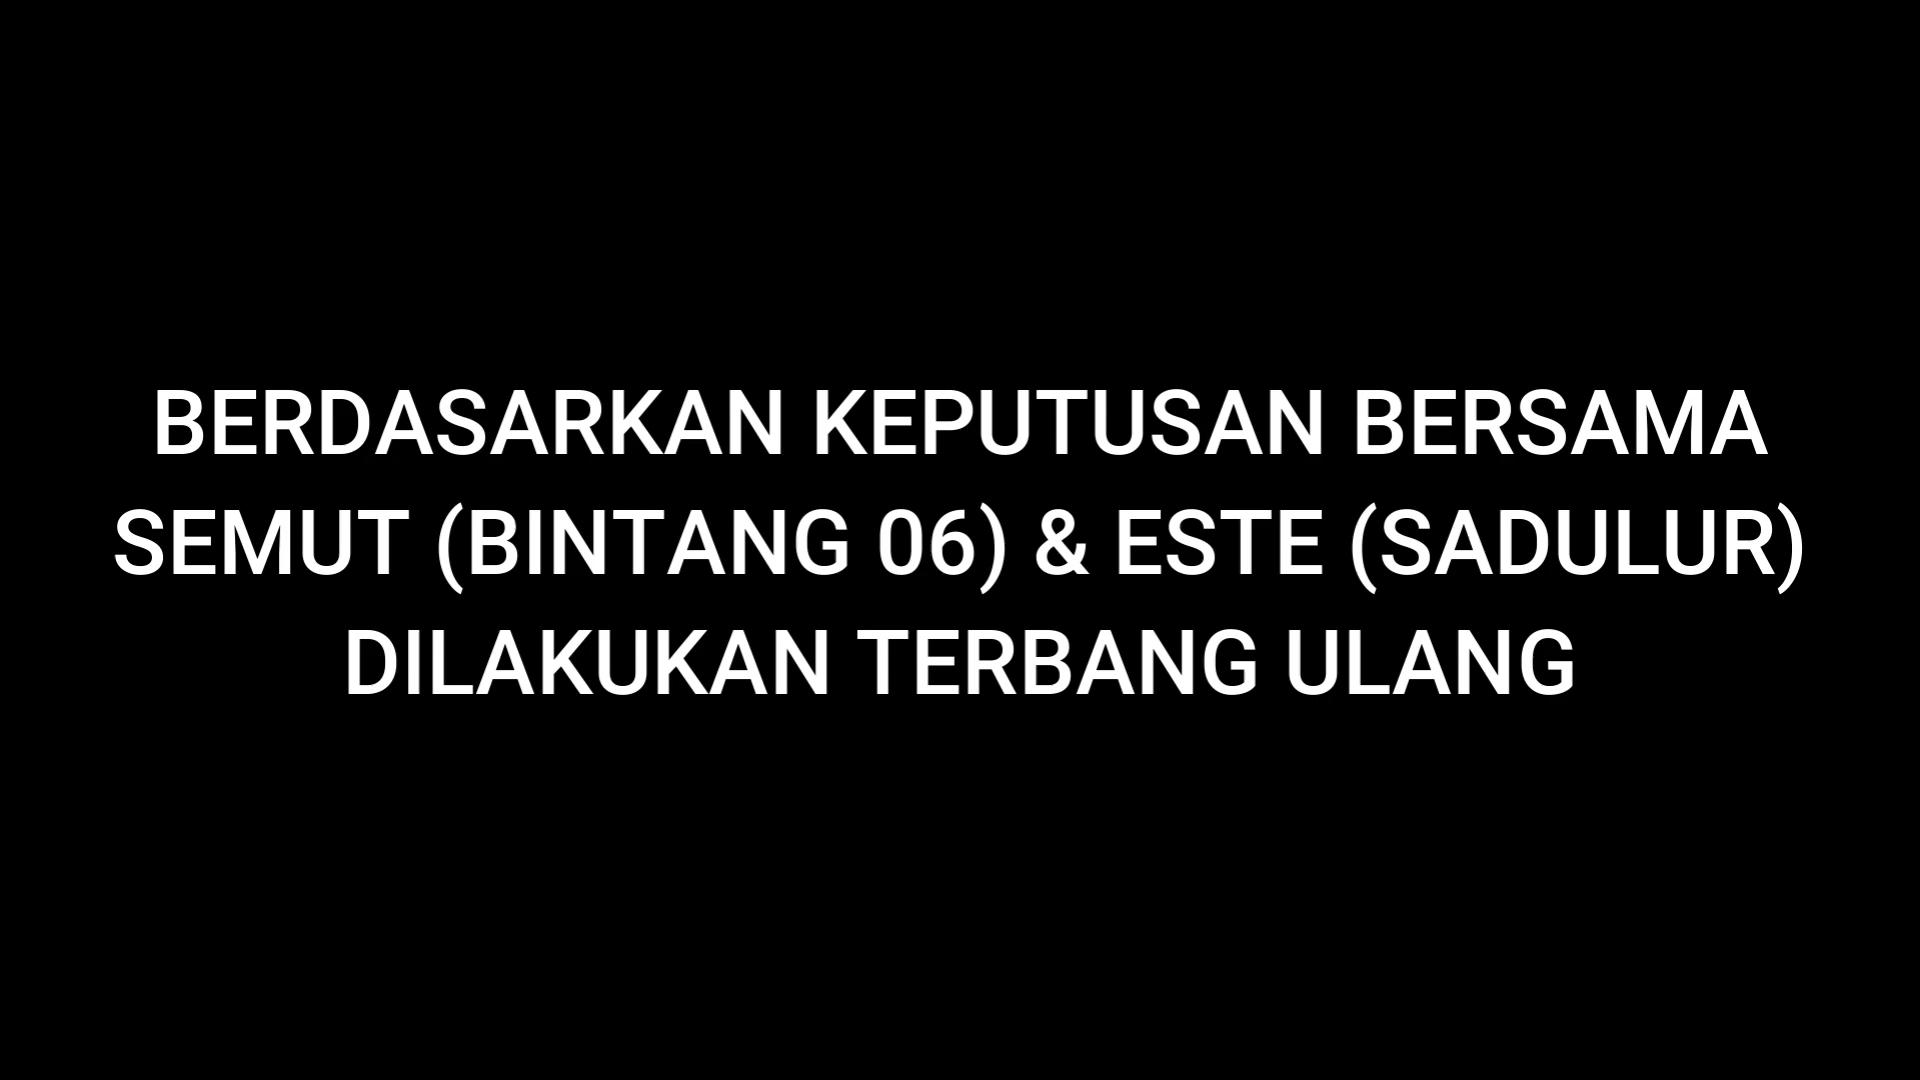 BERDASARKAN KEPUTUSAN BERSAMA
SEMUT (BINTANG 06) & ESTE (SADULUR)
DILAKUKAN TERBANG ULANG